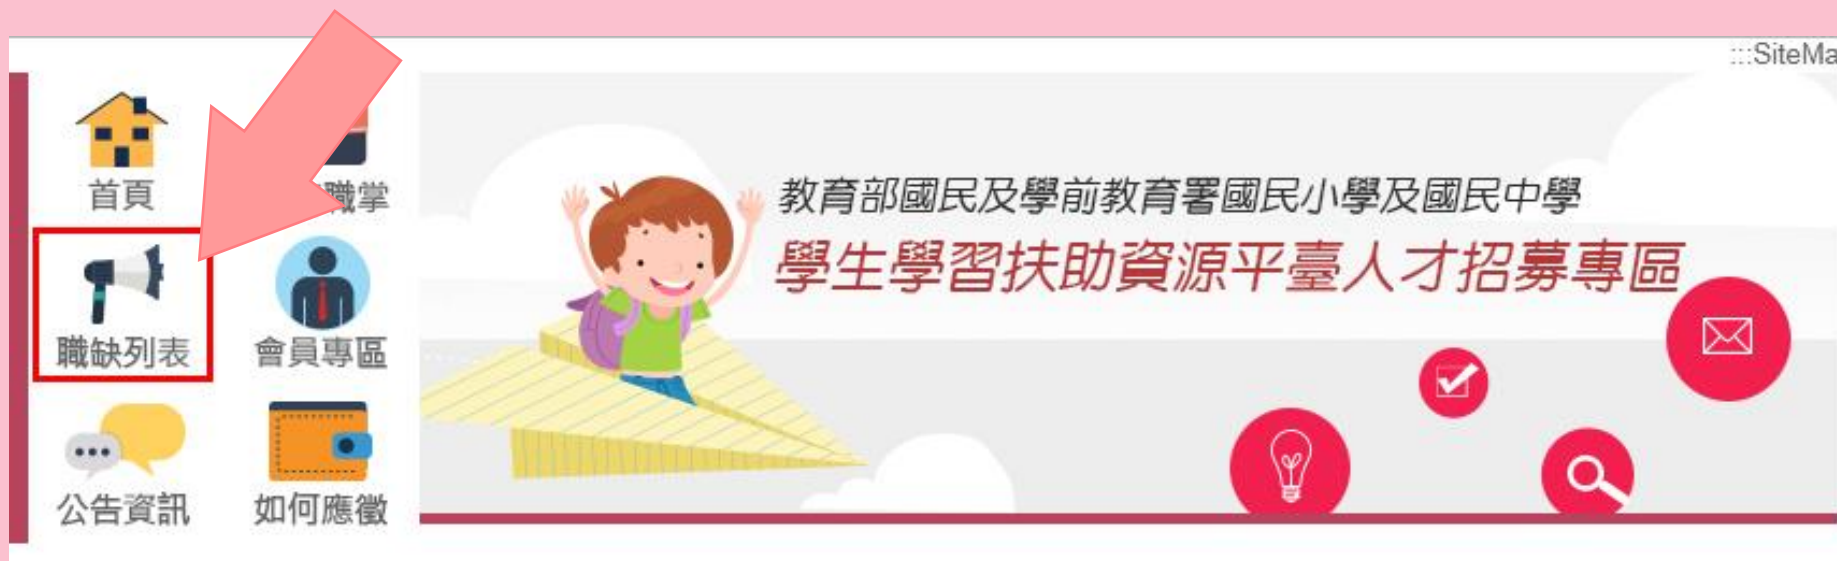 :::SiteMa
首頁
職掌
職缺列表
會員專區
公告資訊
如何應徵
教育部國民及學前教育署國民小學及國民中學
學生學習扶助資源平臺人才招募專區